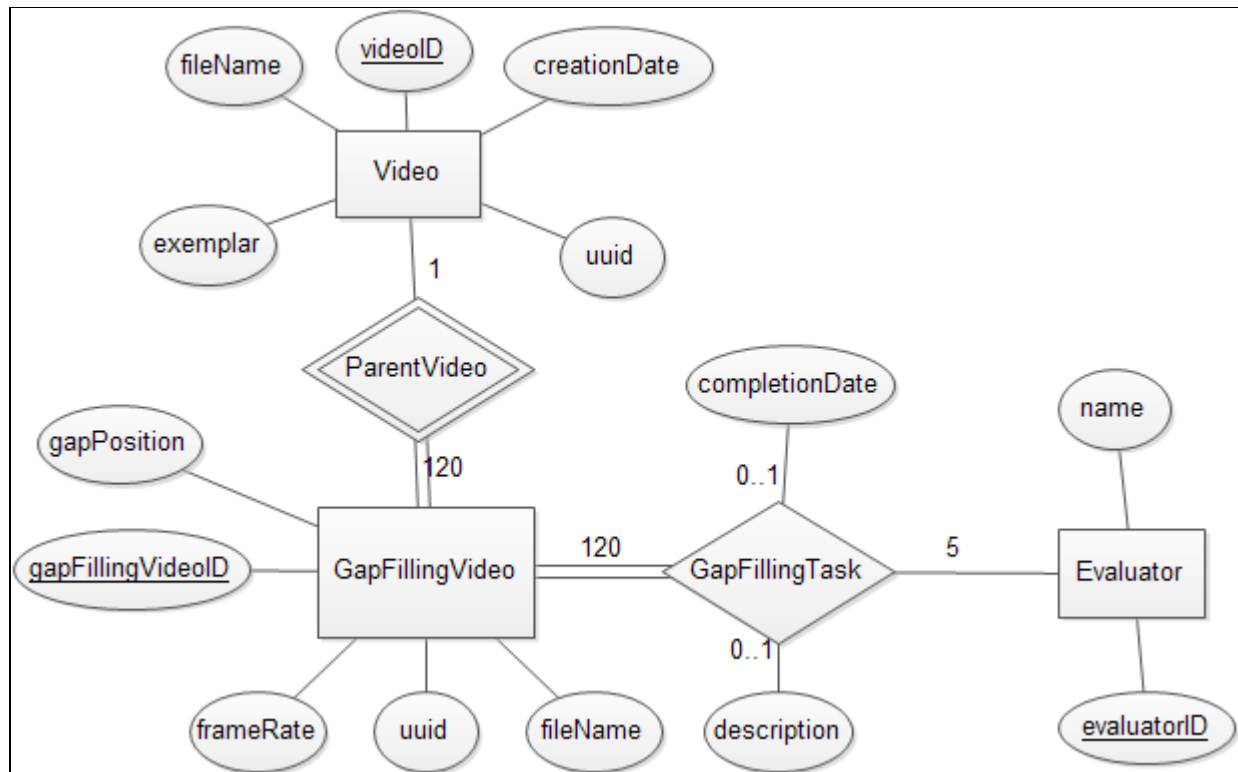 videoID
fileName
creationDate
Video
exemplar
uuid
1
ParentVideo
completionDate
name
gapPosition
120
0..1
gapFillingVideoID
GapFillingVideo
120
GapFillingTask
5
Evaluator
0..1
frameRate
uuid
fileName
description
evaluatorID